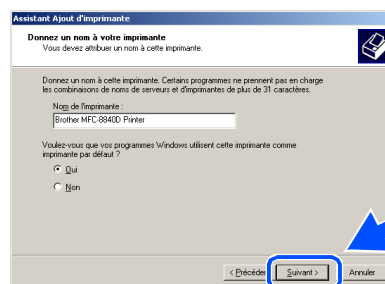 Assistant Ajout d'imprimante
Donnez un nom à votre imprimante
Vous devez attribuer un nom à cette imprimante.
Donnez un nom à cette imprimante. Certains programmes ne prennent pas en charge
les combinaisons de noms de serveurs et d'imprimantes de plus de 31 caractères.
Nom de l'imprimante :
Brother MFC-8840D Printer
Voulez-vous que vos programmes Windows utilisent cette imprimante comme
imprimante par défaut ?
Oui
Non
< Précéden
Suivant >
Annuler